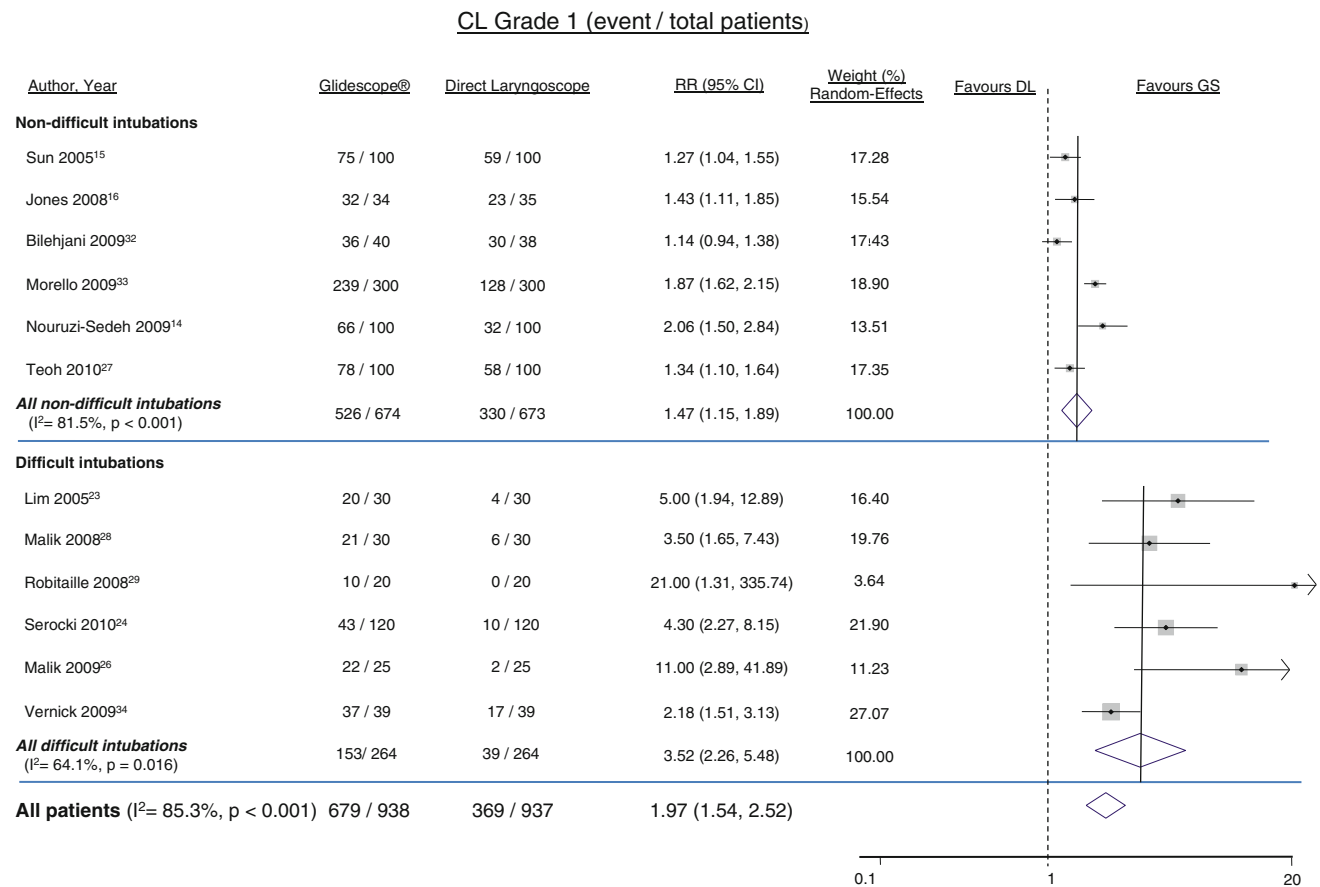 CL Grade 1 (event / total patients)
Author, Year Glidescope® Direct Laryngoscope RR (95% CI) Weight (%) Random-Effects Favours DL Favours GS
Non-difficult intubations
Sun 2005¹⁵ 75 / 100 59 / 100 1.27 (1.04, 1.55) 17.28
Jones 2008¹⁶ 32 / 34 23 / 35 1.43 (1.11, 1.85) 15.54
Bilehjani 2009³² 36 / 40 30 / 38 1.14 (0.94, 1.38) 17.43
Morello 2009³³ 239 / 300 128 / 300 1.87 (1.62, 2.15) 18.90
Nouruzi-Sedeh 2009¹⁴ 66 / 100 32 / 100 2.06 (1.50, 2.84) 13.51
Teoh 2010²⁷ 78 / 100 58 / 100 1.34 (1.10, 1.64) 17.35
All non-difficult intubations 526 / 674 330 / 673 1.47 (1.15, 1.89) 100.00
(I²= 81.5%, p < 0.001)
Difficult intubations
Lim 2005²³ 20 / 30 4 / 30 5.00 (1.94, 12.89) 16.40
Malik 2008²⁸ 21 / 30 6 / 30 3.50 (1.65, 7.43) 19.76
Robitaille 2008²⁹ 10 / 20 0 / 20 21.00 (1.31, 335.74) 3.64
Serocki 2010²⁴ 43 / 120 10 / 120 4.30 (2.27, 8.15) 21.90
Malik 2009²⁶ 22 / 25 2 / 25 11.00 (2.89, 41.89) 11.23
Vernick 2009³⁴ 37 / 39 17 / 39 2.18 (1.51, 3.13) 27.07
All difficult intubations 153/ 264 39 / 264 3.52 (2.26, 5.48) 100.00
(I²= 64.1%, p = 0.016)
All patients (I²= 85.3%, p < 0.001) 679 / 938 369 / 937 1.97 (1.54, 2.52)
0.1 1 20